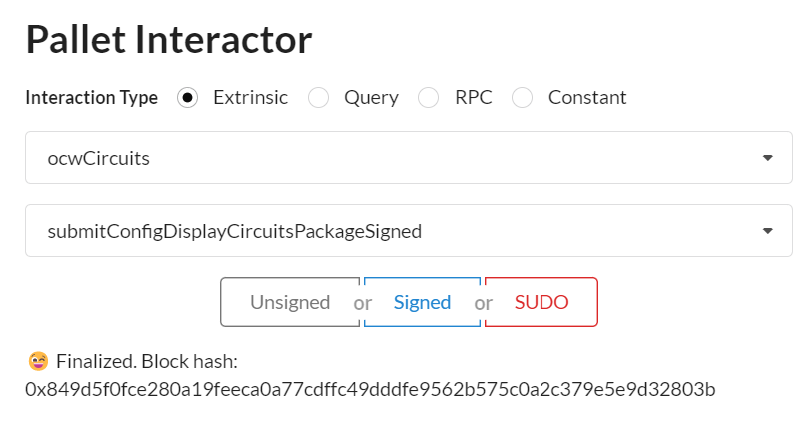 Pallet Interactor
Interaction Type Extrinsic Query RPC Constant
ocwCircuits
submitConfigDisplayCircuitsPackageSigned
Unsigned or Signed or SUDO
😉 Finalized. Block hash:
0x849d5f0fce280a19feeca0a77cdffc49dddfe9562b575c0a2c379e5e9d32803b